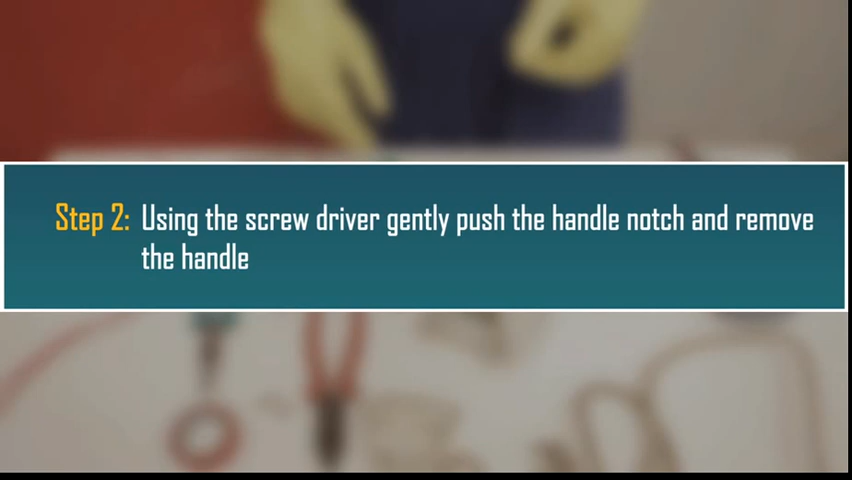 Step 2: Using the screw driver gently push the handle notch and remove
the handle